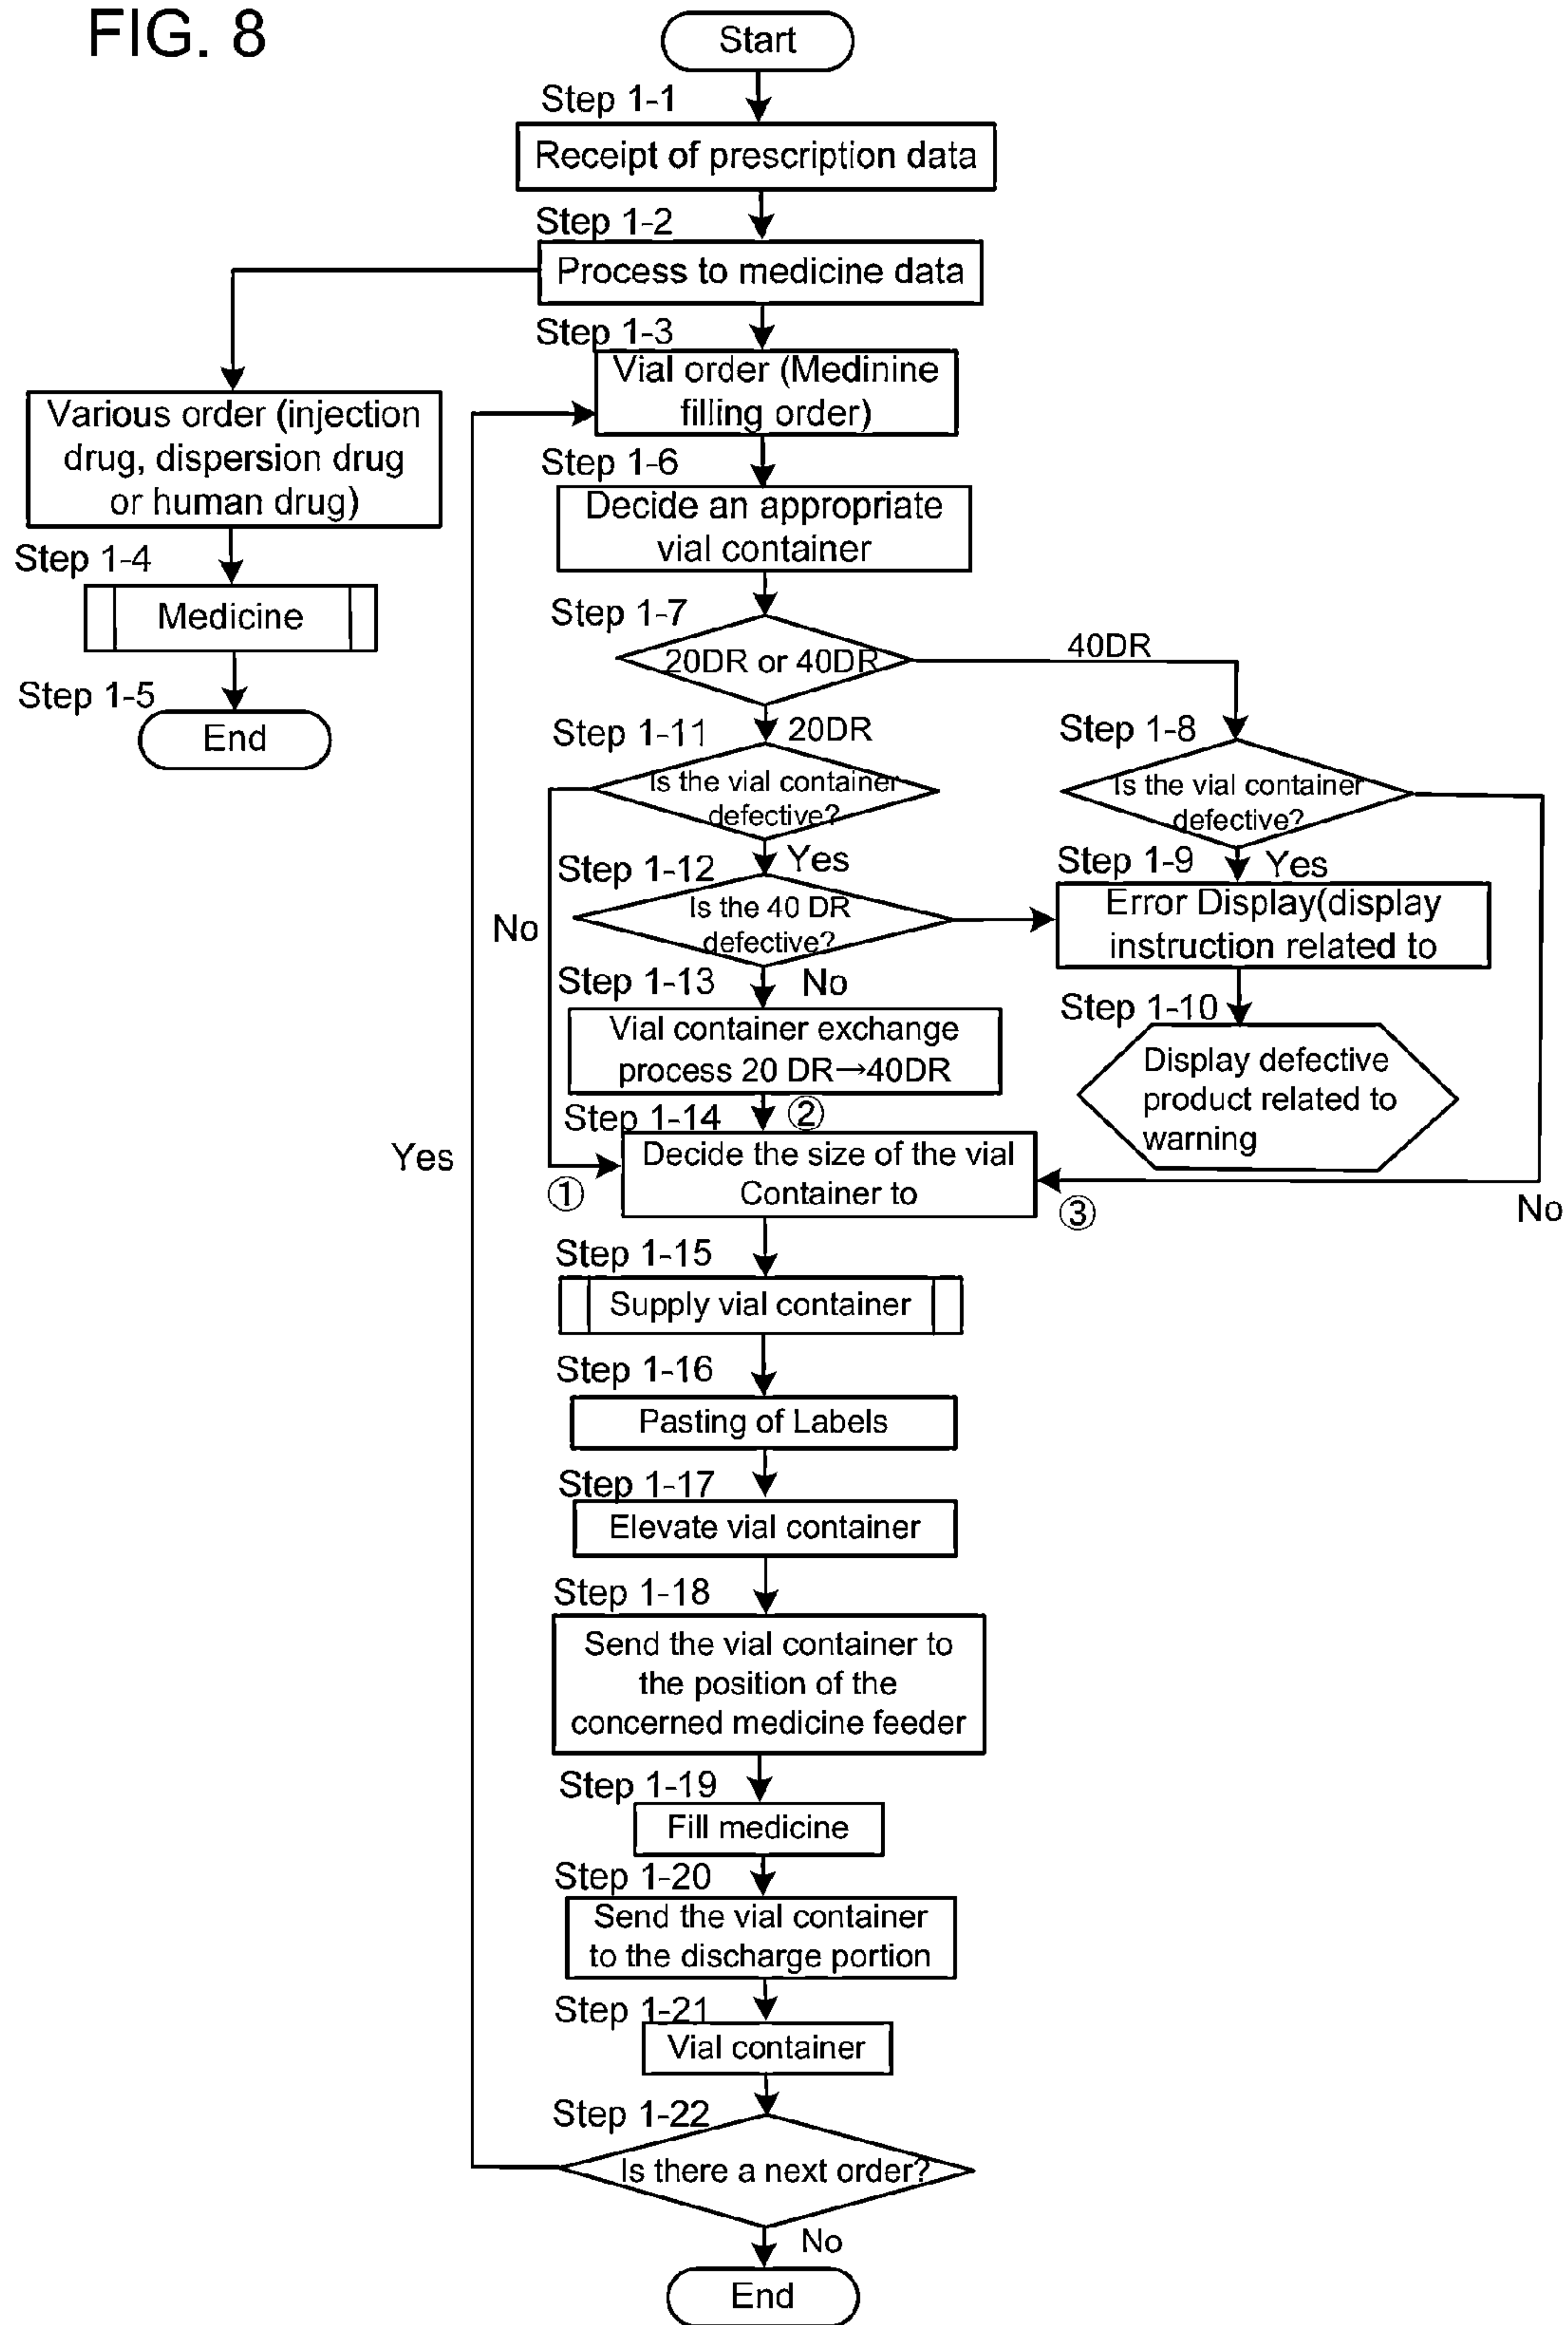 FIG. 8
Start
Step 1-1
Receipt of prescription data
Step 1-2
Process to medicine data
Step 1-3
Vial order (Medinine
filling order)
Various order (injection
drug, dispersion drug
or human drug)
Step 1-4
Medicine
Step 1-5
End
Step 1-6
Decide an appropriate
vial container
Step 1-7
20DR or 40DR
40DR
20DR
Step 1-8
Is the vial container
defective?
Step 1-9
Yes
Error Display(display
instruction related to
Step 1-10
Display defective
product related to
warning
No
Step 1-11
Is the vial container
defective?
Yes
No
Step 1-12
Is the 40 DR
defective?
Step 1-13
No
Vial container exchange
process 20 DR→40DR
Step 1-14
②
Decide the size of the vial
Container to
①
③
Yes
Step 1-15
Supply vial container
Step 1-16
Pasting of Labels
Step 1-17
Elevate vial container
Step 1-18
Send the vial container to
the position of the
concerned medicine feeder
Step 1-19
Fill medicine
Step 1-20
Send the vial container
to the discharge portion
Step 1-21
Vial container
Step 1-22
Is there a next order?
No
End